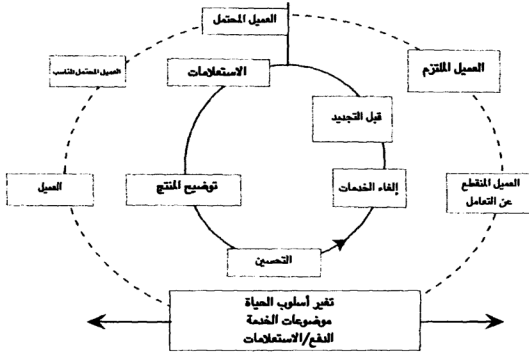 العميل المحتمل
العميل الملتزم
الاستعلامات
العميل المحتمل المناسب
قبل التجديد
العميل المنقطع
عن التعامل
إلغاء الخدمات
توضيح المنتج
العميل
التحسين
تغير أسلوب الحياة
موضوعات الخدمة
الدفع/الاستعلامات